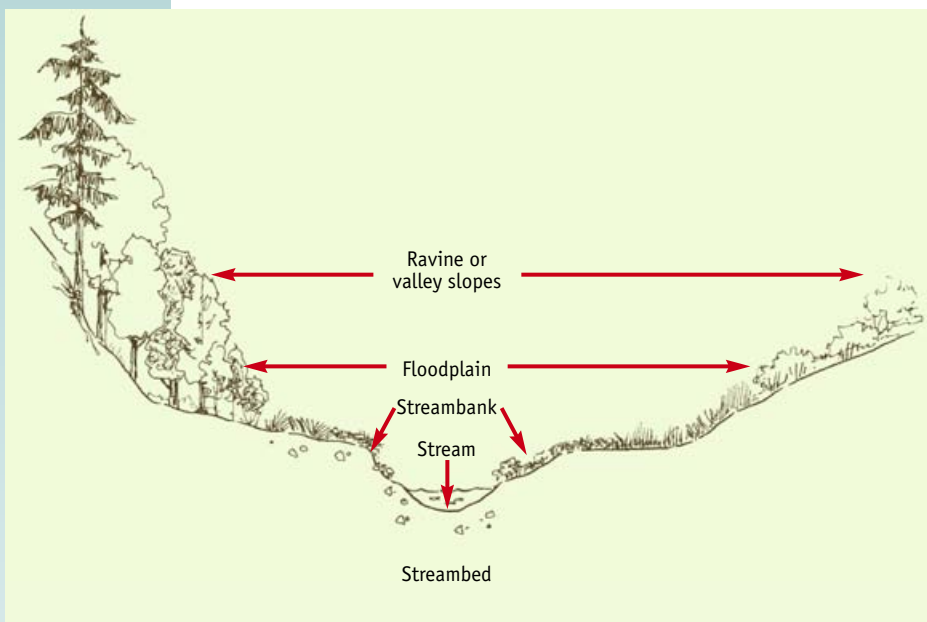 Ravine or
valley slopes
Floodplain
Streambank
Stream
Streambed